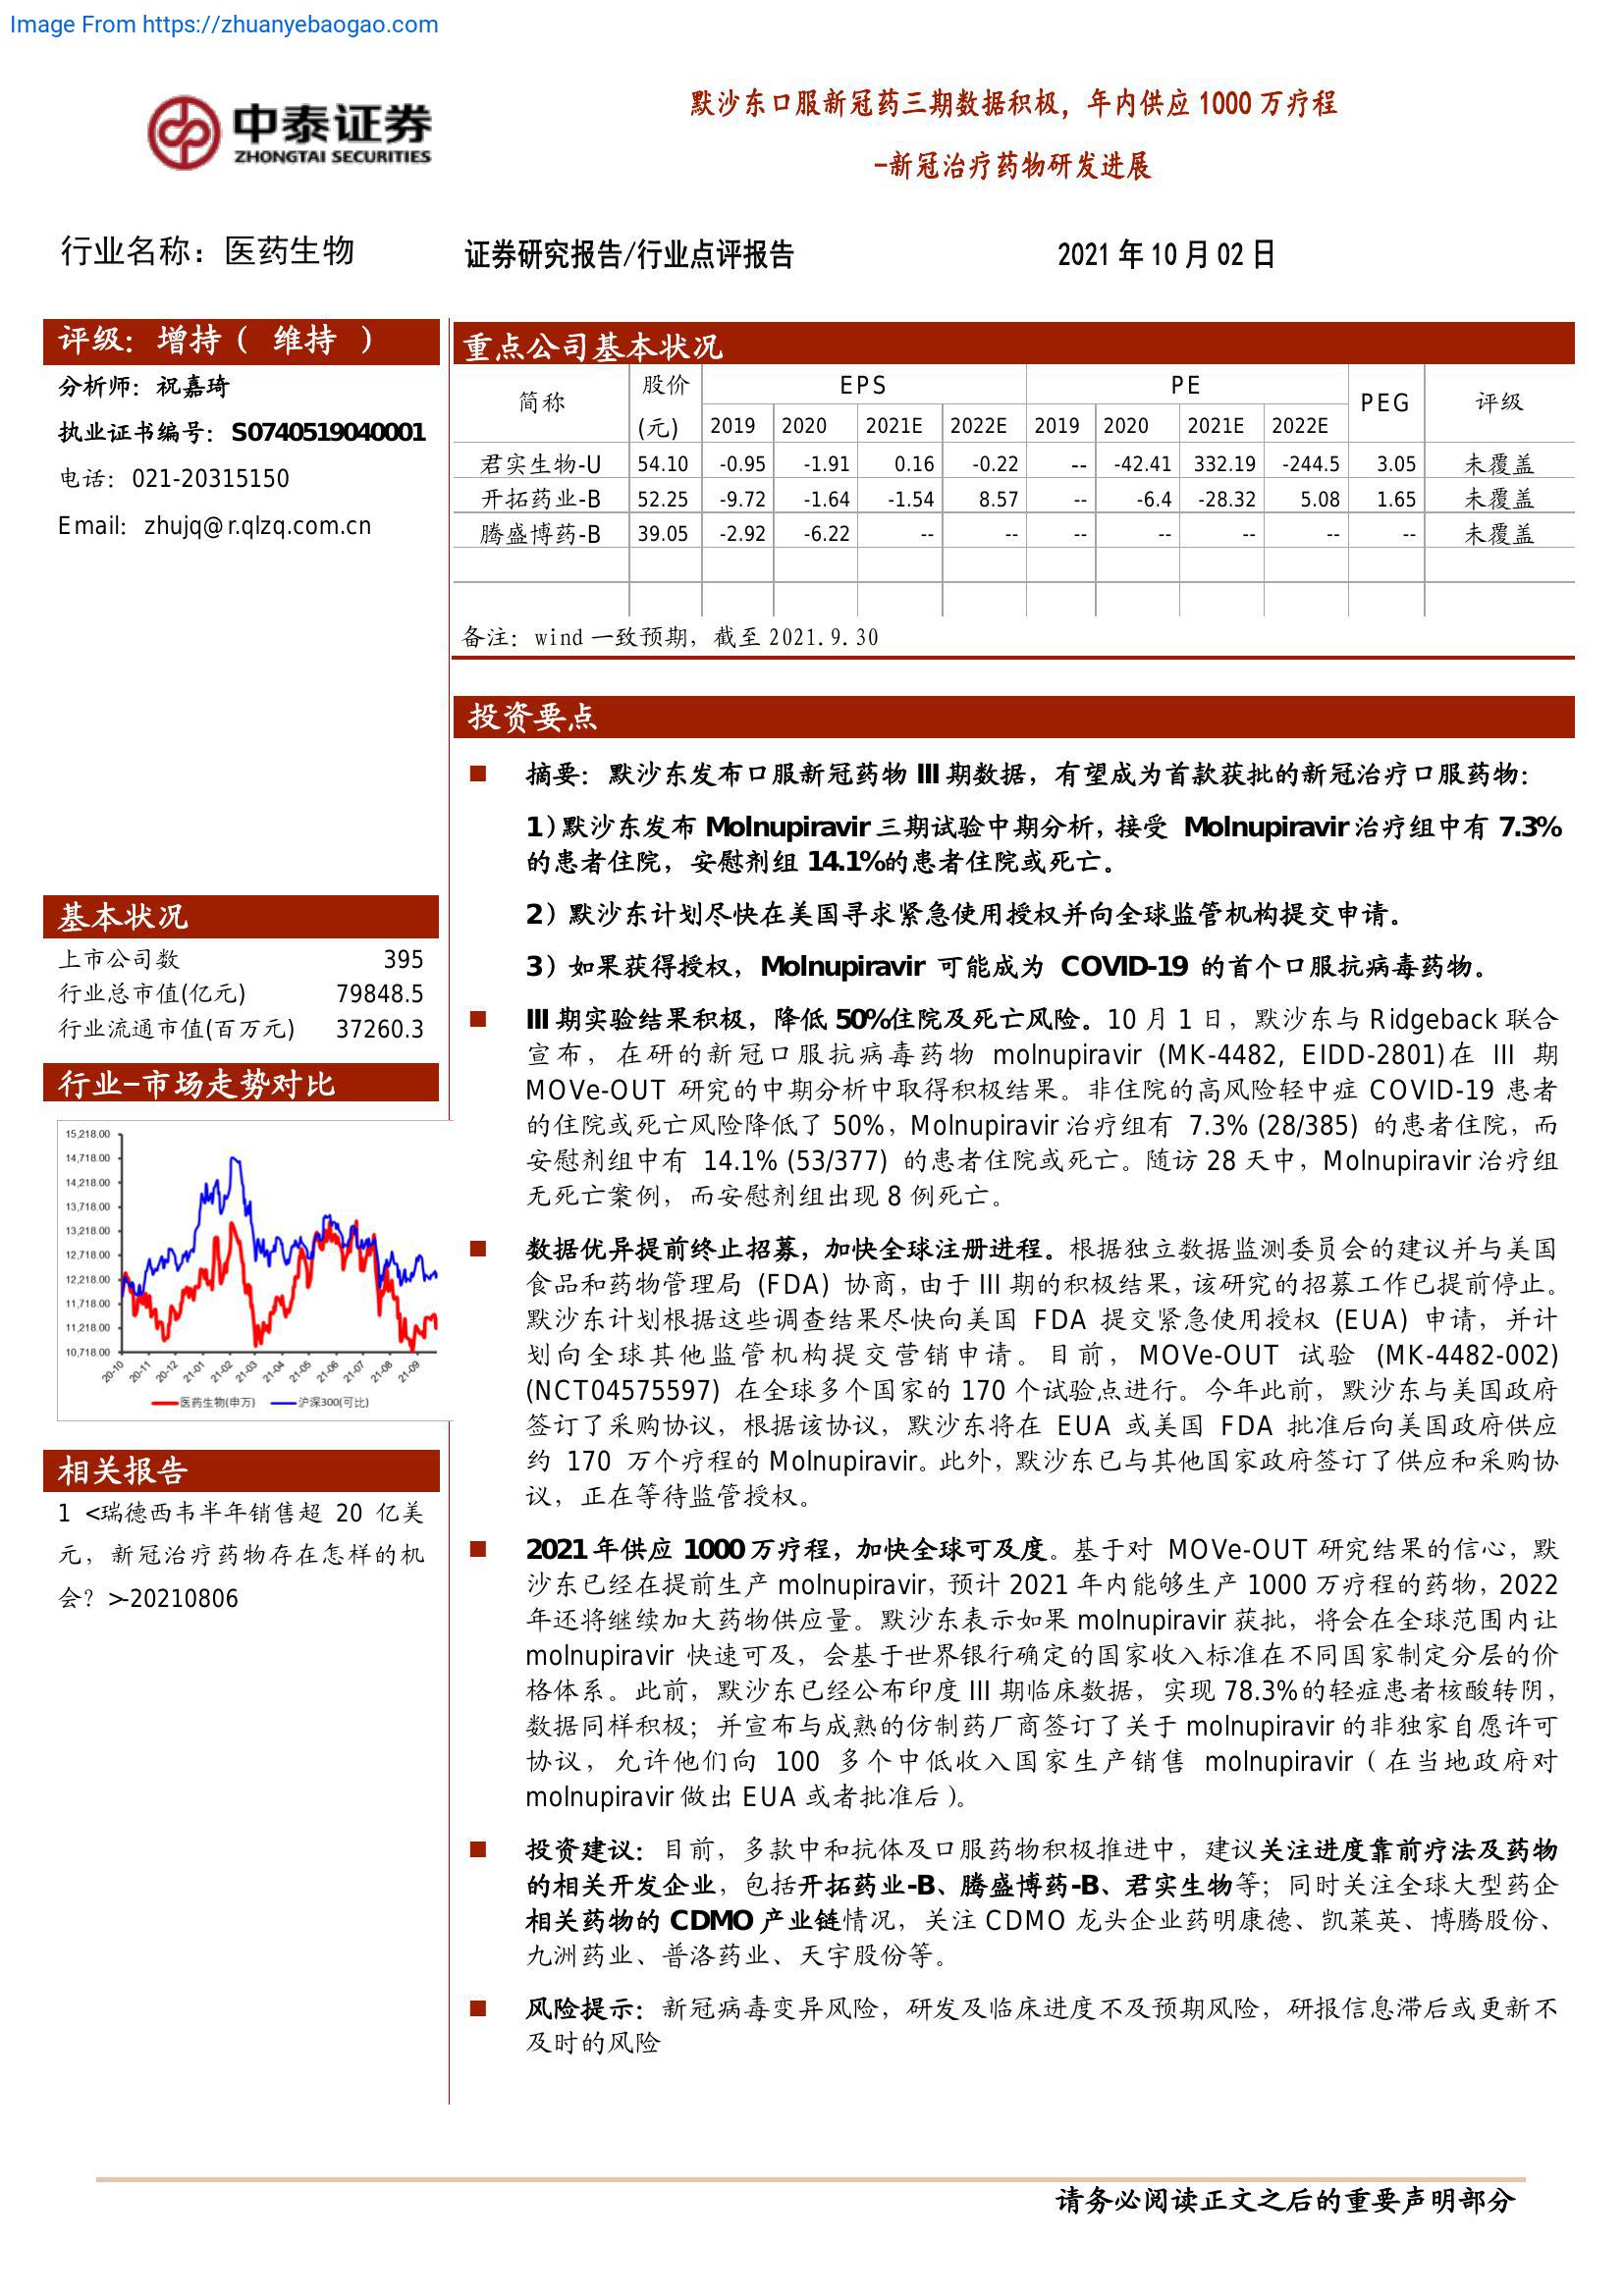 Image From https://zhuanyebaogao.com
中泰证券
ZHONGTAI SECURITIES
默沙东口服新冠药三期数据积极，年内供应 1000 万疗程
-新冠治疗药物研发进展
行业名称：医药生物
证券研究报告/行业点评报告
2021 年 10 月 02 日
评级：增持（ 维持 ）
分析师：祝嘉琦
执业证书编号：S0740519040001
电话：021-20315150
Email：zhujq@r.qlzq.com.cn
基本状况
上市公司数 395
行业总市值(亿元) 79848.5
行业流通市值(百万元) 37260.3
行业-市场走势对比
15,218.00
14,718.00
14,218.00
13,718.00
13,218.00
12,718.00
12,218.00
11,718.00
11,218.00
10,718.00
20-10 20-11 20-12 21-01 21-02 21-03 21-04 21-05 21-06 21-07 21-08 21-09
医药生物(申万) 沪深300(可比)
相关报告
1 <瑞德西韦半年销售超 20 亿美
元，新冠治疗药物存在怎样的机
会？>-20210806
重点公司基本状况
简称 股价 EPS PE PEG 评级
(元) 2019 2020 2021E 2022E 2019 2020 2021E 2022E
君实生物-U 54.10 -0.95 -1.91 0.16 -0.22 -- -42.41 332.19 -244.5 3.05 未覆盖
开拓药业-B 52.25 -9.72 -1.64 -1.54 8.57 -- -6.4 -28.32 5.08 1.65 未覆盖
腾盛博药-B 39.05 -2.92 -6.22 -- -- -- -- -- -- -- 未覆盖
备注：wind 一致预期，截至 2021.9.30
投资要点
■ 摘要：默沙东发布口服新冠药物 III 期数据，有望成为首款获批的新冠治疗口服药物：
1）默沙东发布 Molnupiravir 三期试验中期分析，接受 Molnupiravir 治疗组中有 7.3%
的患者住院，安慰剂组 14.1%的患者住院或死亡。
2）默沙东计划尽快在美国寻求紧急使用授权并向全球监管机构提交申请。
3）如果获得授权，Molnupiravir 可能成为 COVID-19 的首个口服抗病毒药物。
■ III 期实验结果积极，降低 50%住院及死亡风险。10 月 1 日，默沙东与 Ridgeback 联合
宣布，在研的新冠口服抗病毒药物 molnupiravir (MK-4482, EIDD-2801)在 III 期
MOVe-OUT 研究的中期分析中取得积极结果。非住院的高风险轻中症 COVID-19 患者
的住院或死亡风险降低了 50%，Molnupiravir 治疗组有 7.3% (28/385) 的患者住院，而
安慰剂组中有 14.1% (53/377) 的患者住院或死亡。随访 28 天中，Molnupiravir 治疗组
无死亡案例，而安慰剂组出现 8 例死亡。
■ 数据优异提前终止招募，加快全球注册进程。根据独立数据监测委员会的建议并与美国
食品和药物管理局 (FDA) 协商，由于 III 期的积极结果，该研究的招募工作已提前停止。
默沙东计划根据这些调查结果尽快向美国 FDA 提交紧急使用授权 (EUA) 申请，并计
划向全球其他监管机构提交营销申请。目前，MOVe-OUT 试验 (MK-4482-002)
(NCT04575597) 在全球多个国家的 170 个试验点进行。今年此前，默沙东与美国政府
签订了采购协议，根据该协议，默沙东将在 EUA 或美国 FDA 批准后向美国政府供应
约 170 万个疗程的 Molnupiravir。此外，默沙东已与其他国家政府签订了供应和采购协
议，正在等待监管授权。
■ 2021 年供应 1000 万疗程，加快全球可及度。基于对 MOVe-OUT 研究结果的信心，默
沙东已经在提前生产 molnupiravir，预计 2021 年内能够生产 1000 万疗程的药物，2022
年还将继续加大药物供应量。默沙东表示如果 molnupiravir 获批，将会在全球范围内让
molnupiravir 快速可及，会基于世界银行确定的国家收入标准在不同国家制定分层的价
格体系。此前，默沙东已经公布印度 III 期临床数据，实现 78.3%的轻症患者核酸转阴，
数据同样积极；并宣布与成熟的仿制药厂商签订了关于 molnupiravir 的非独家自愿许可
协议，允许他们向 100 多个中低收入国家生产销售 molnupiravir（在当地政府对
molnupiravir 做出 EUA 或者批准后）。
■ 投资建议：目前，多款中和抗体及口服药物积极推进中，建议关注进度靠前疗法及药物
的相关开发企业，包括开拓药业-B、腾盛博药-B、君实生物等；同时关注全球大型药企
相关药物的 CDMO 产业链情况，关注 CDMO 龙头企业药明康德、凯莱英、博腾股份、
九洲药业、普洛药业、天宇股份等。
■ 风险提示：新冠病毒变异风险，研发及临床进度不及预期风险，研报信息滞后或更新不
及时的风险
请务必阅读正文之后的重要声明部分